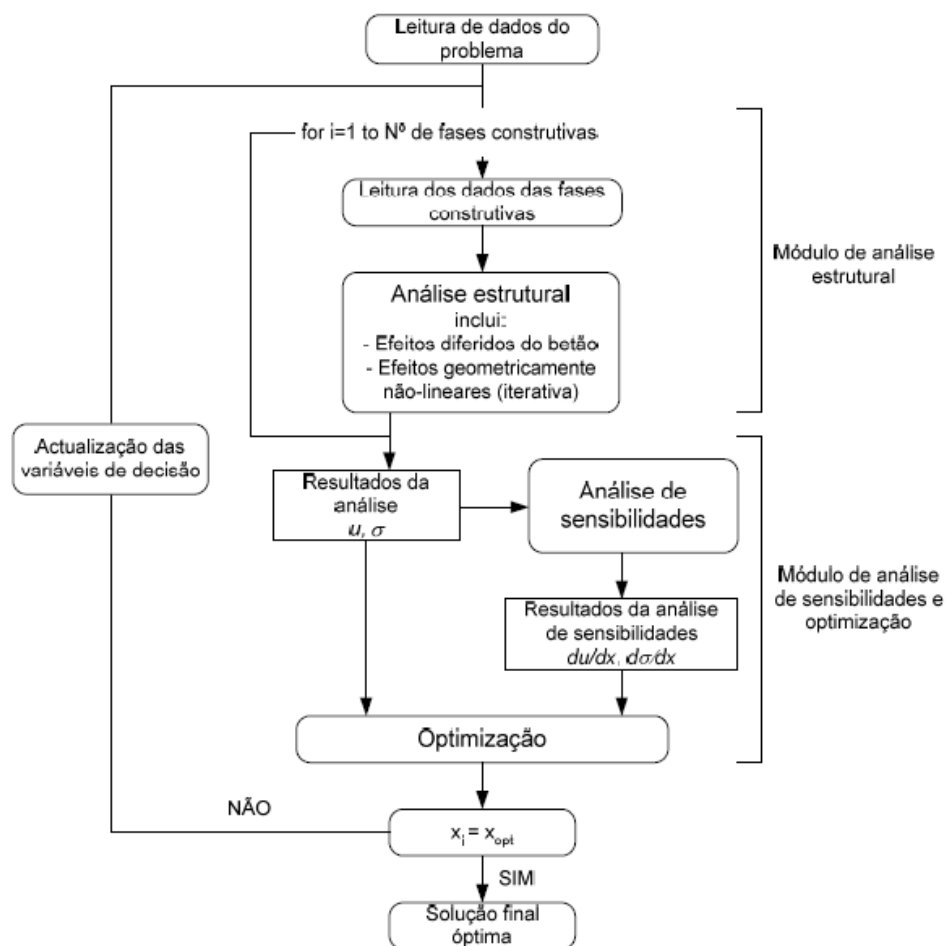 Leitura de dados do
problema
for i=1 to Nº de fases construtivas
Leitura dos dados das fases
construtivas
Análise estrutural
inclui:
- Efeitos diferidos do betão
- Efeitos geometricamente
não-lineares (iterativa)
Módulo de análise
estrutural
Actualização das
variáveis de decisão
Resultados da
análise
u, σ
Análise de
sensibilidades
Resultados da análise
de sensibilidades
du/dx, dσ/dx
Módulo de análise
de sensibilidades e
optimização
Optimização
NÃO
xi = xopt
SIM
Solução final
óptima